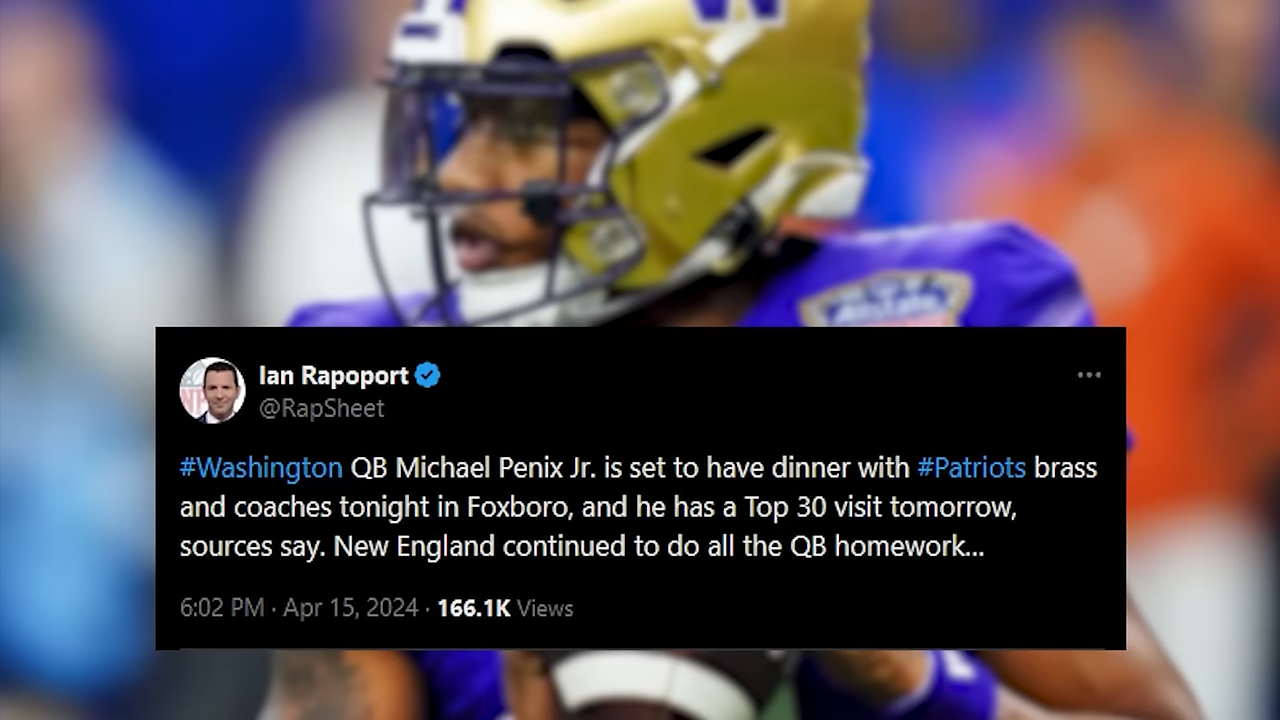 W
Allstate
Ian Rapoport
@RapSheet
#Washington QB Michael Penix Jr. is set to have dinner with #Patriots brass
and coaches tonight in Foxboro, and he has a Top 30 visit tomorrow,
sources say. New England continued to do all the QB homework...
6:02 PM · Apr 15, 2024 · 166.1K Views